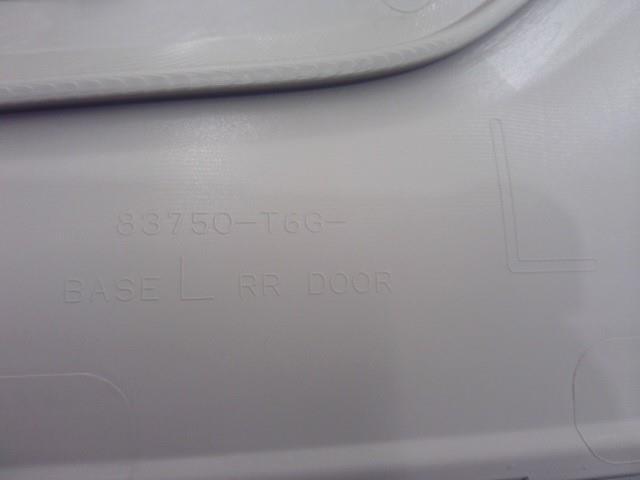 83750-T6G-
BASE L RR DOOR
L